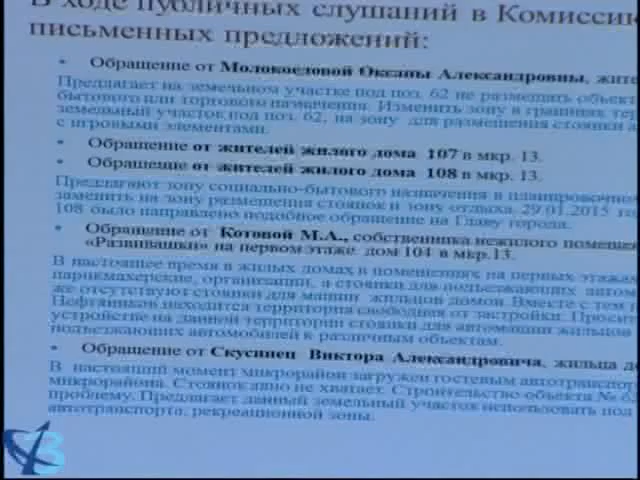 В ходе публичных слушаний в Комиссию
письменных предложений:
• Обращение от Молокоедовой Оксаны Александровны, жите
Предлагает на земельном участке под поз. 62 не размещать объект
бытового или торгового назначения. Изменить зону в границах тер
земельный участок под поз. 62, на зону для размещения стоянки а
с игровыми элементами.
• Обращение от жителей жилого дома 107 в мкр. 13.
• Обращение от жителей жилого дома 108 в мкр. 13.
Предлагают зону социально-бытового назначения в планировочном
заменить на зону размещения стоянок и зону отдыха. 29.01.2015 го
108 было направлено подобное обращение на Главу города.
• Обращение от Котовой М.А., собственника нежилого помеще
«Развивашки» на первом этаже дом 104 в мкр.13.
В настоящее время в жилых домах в помещениях на первых этажах
парикмахерские, организации, а стоянки для подъезжающих автом
же отсутствуют стоянки для машин жильцов домов. Вместе с тем п
Нефтяников находится территория свободная от застройки. Просит
устройстве на данной территории стоянки для автомашин жильцов
подъезжающих автомобилей к различным объектам.
• Обращение от Скусинец Виктора Александровича, жильца до
В настоящий момент микрорайон загружен гостевым автотранспор
микрорайона. Стоянок явно не хватает. Строительство объекта № 6
проблему. Предлагает данный земельный участок использовать под
автотранспорта, рекреационной зоны.
3